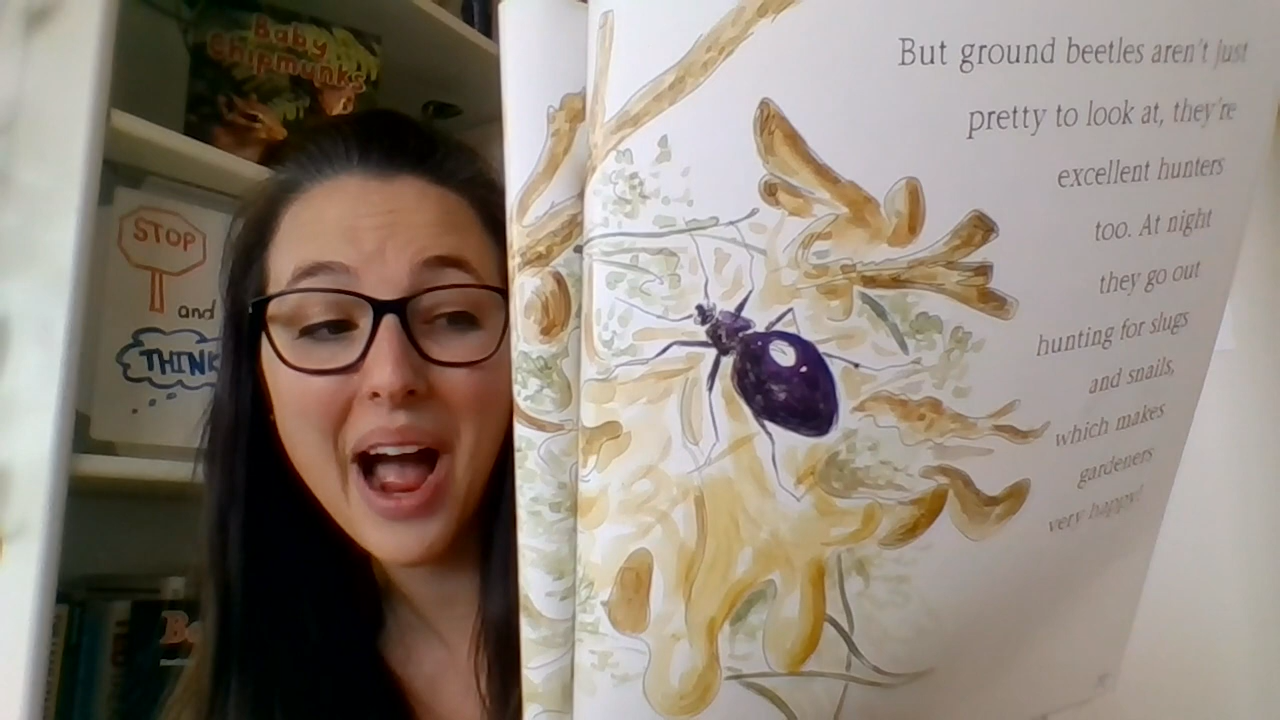 Baby
Chipmunks
STOP
and
THINK
But ground beetles aren't just
pretty to look at, they're
excellent hunters
too. At night
they go out
hunting for slugs
and snails,
which makes
gardeners
very happy!